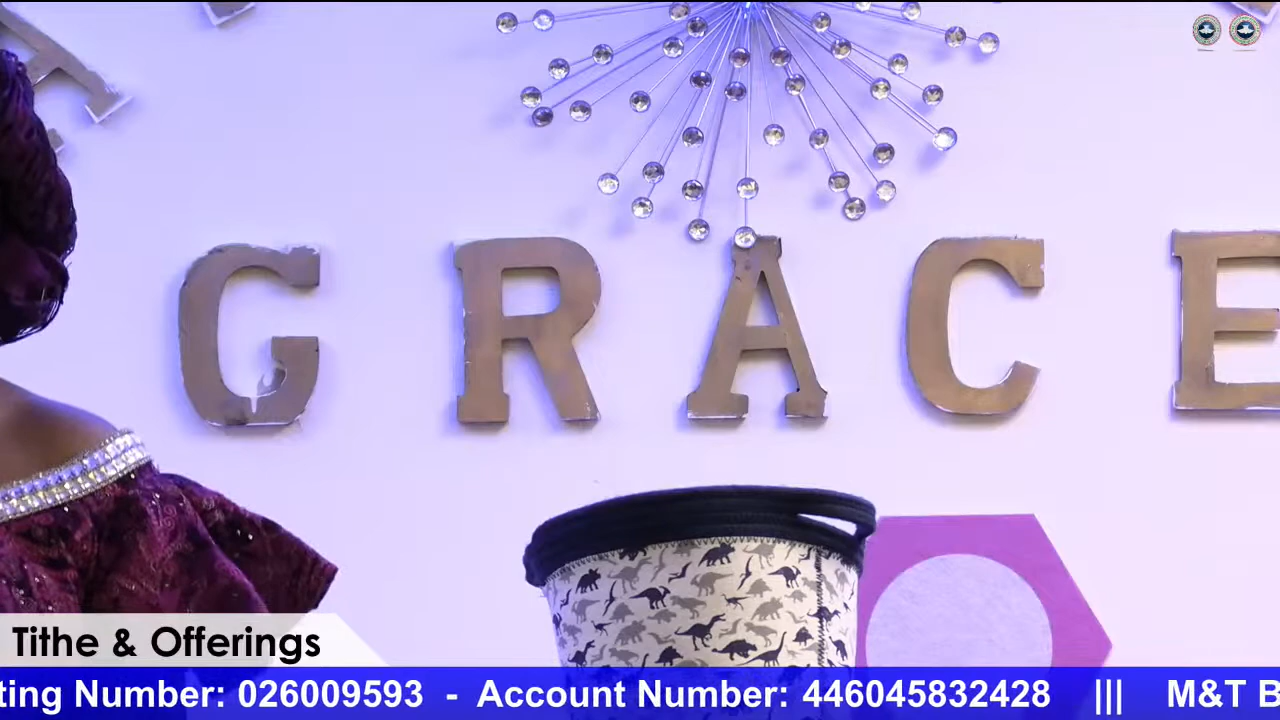 A
GRACE
Tithe & Offerings
ting Number: 026009593 - Account Number: 446045832428 ||| M&T B